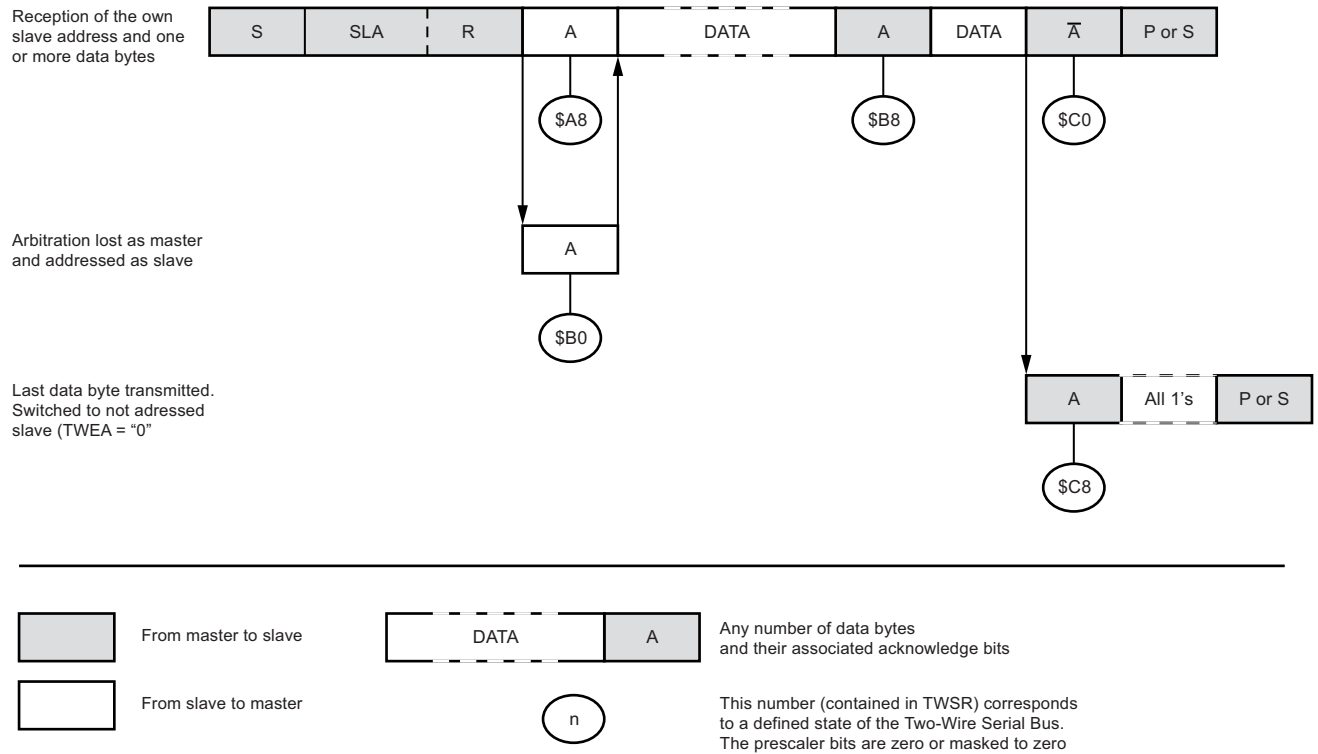 Reception of the own
slave address and one
or more data bytes
S SLA R A DATA A DATA A̅ P or S
$A8 $B8 $C0
Arbitration lost as master
and addressed as slave
A
$B0
Last data byte transmitted.
Switched to not adressed
slave (TWEA = “0”
A All 1's P or S
$C8
From master to slave
DATA A
Any number of data bytes
and their associated acknowledge bits
From slave to master
n
This number (contained in TWSR) corresponds
to a defined state of the Two-Wire Serial Bus.
The prescaler bits are zero or masked to zero